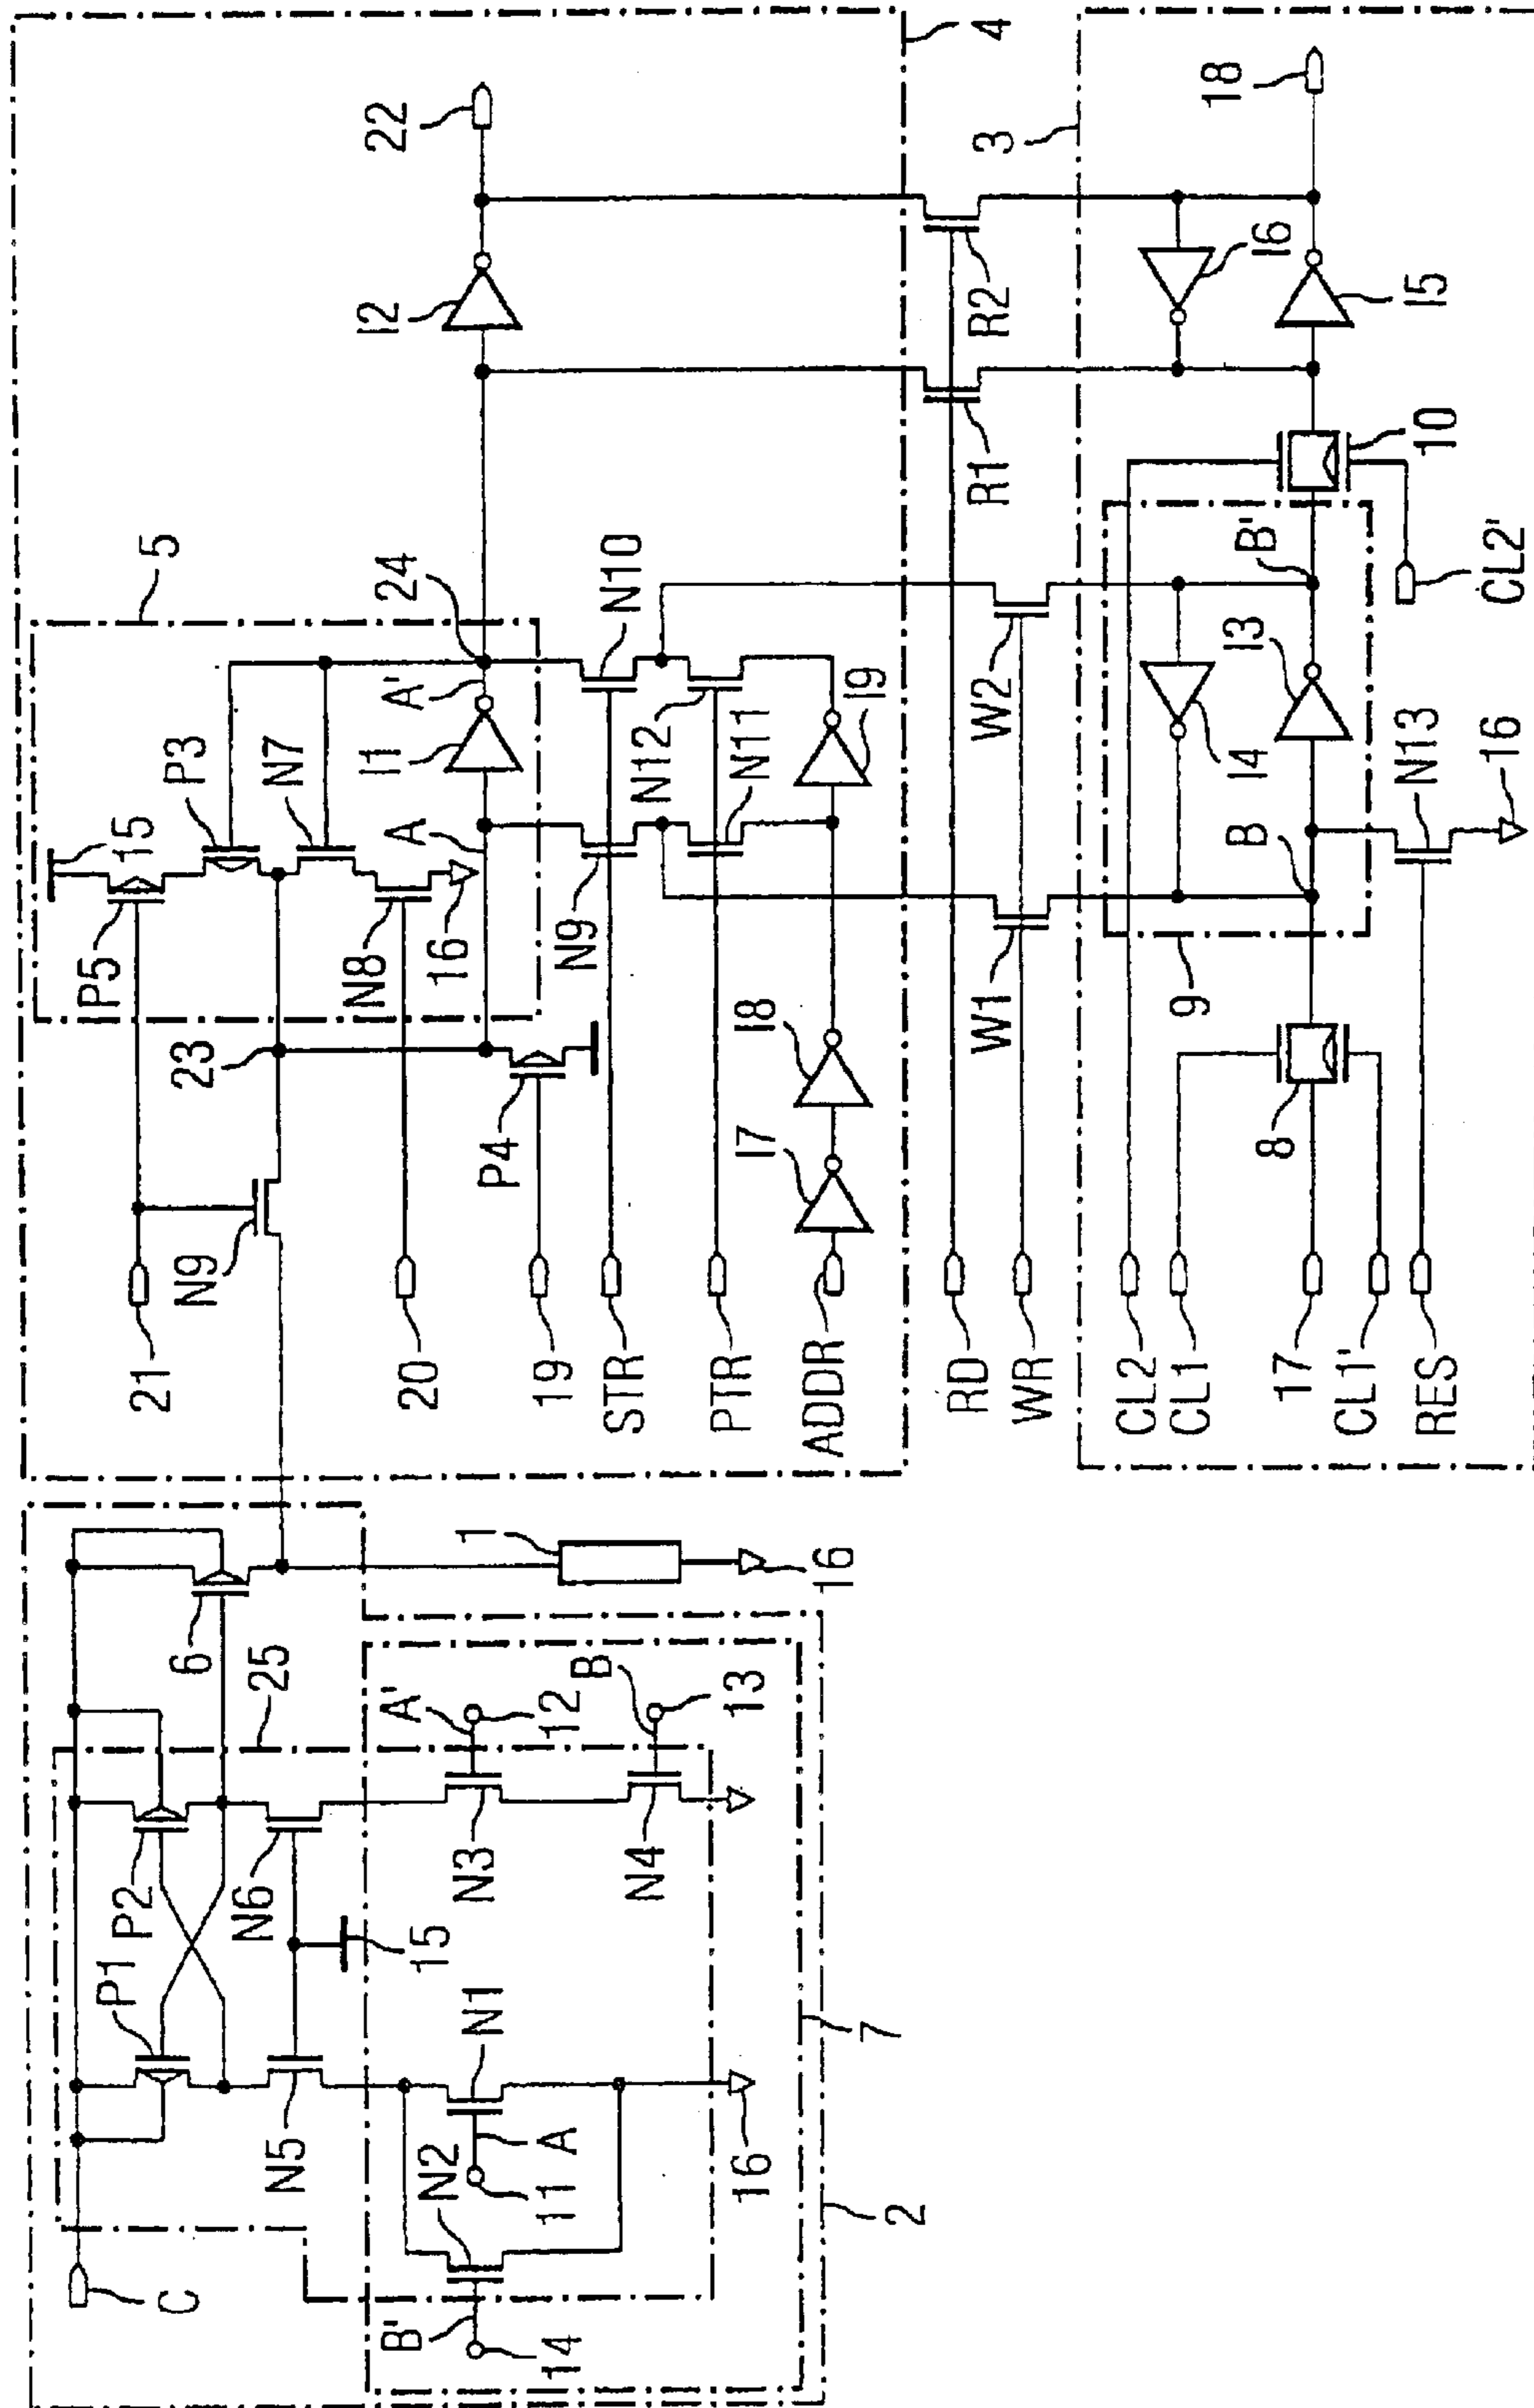 22
4
18
3
I2
R2
I6
I5
R1
10
5
24
N10
B'
CL2'
P3
A'
I1
N12
I9
W2
I3
15
N7
A
N11
I4
N13
16
P5
N8
16
N9
B
23
I8
W1
9
P4
I7
8
N9
21
20
19
STR
PTR
ADDR
RD
WR
CL2
CL1
17
CL1'
RES
6
1
16
25
A'
12
B
13
P2
N6
N3
N4
15
P1
N1
7
N5
N2
A
11
16
2
C
B'
14